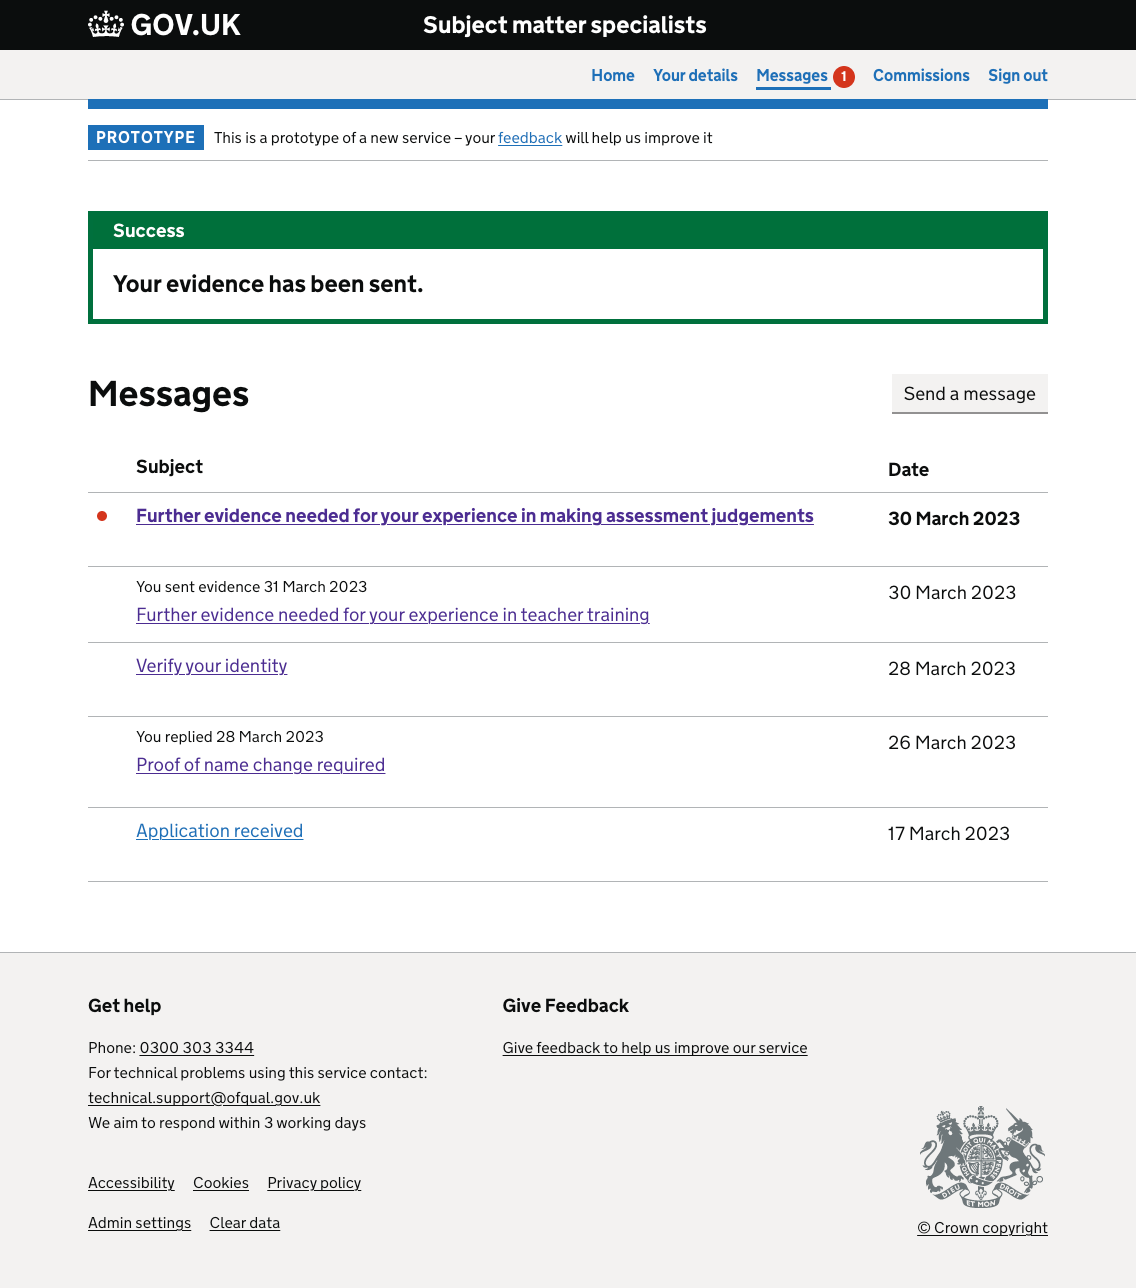 GOV.UK
Subject matter specialists
Home Your details Messages 1 Commissions Sign out
PROTOTYPE This is a prototype of a new service – your feedback will help us improve it
Success
Your evidence has been sent.
Messages
Send a message
Subject Date
Further evidence needed for your experience in making assessment judgements 30 March 2023
You sent evidence 31 March 2023
Further evidence needed for your experience in teacher training 30 March 2023
Verify your identity 28 March 2023
You replied 28 March 2023
Proof of name change required 26 March 2023
Application received 17 March 2023
Get help
Phone: 0300 303 3344
For technical problems using this service contact:
technical.support@ofqual.gov.uk
We aim to respond within 3 working days
Give Feedback
Give feedback to help us improve our service
Accessibility Cookies Privacy policy
Admin settings Clear data
DIEU ET MON DROIT
© Crown copyright